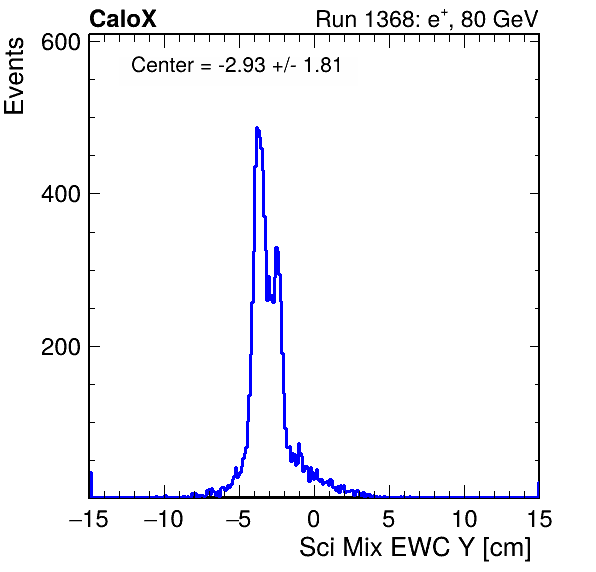 CaloX Run 1368: e⁺, 80 GeV
Events
Center = -2.93 +/- 1.81
600
400
200
−15 −10 −5 0 5 10 15
Sci Mix EWC Y [cm]